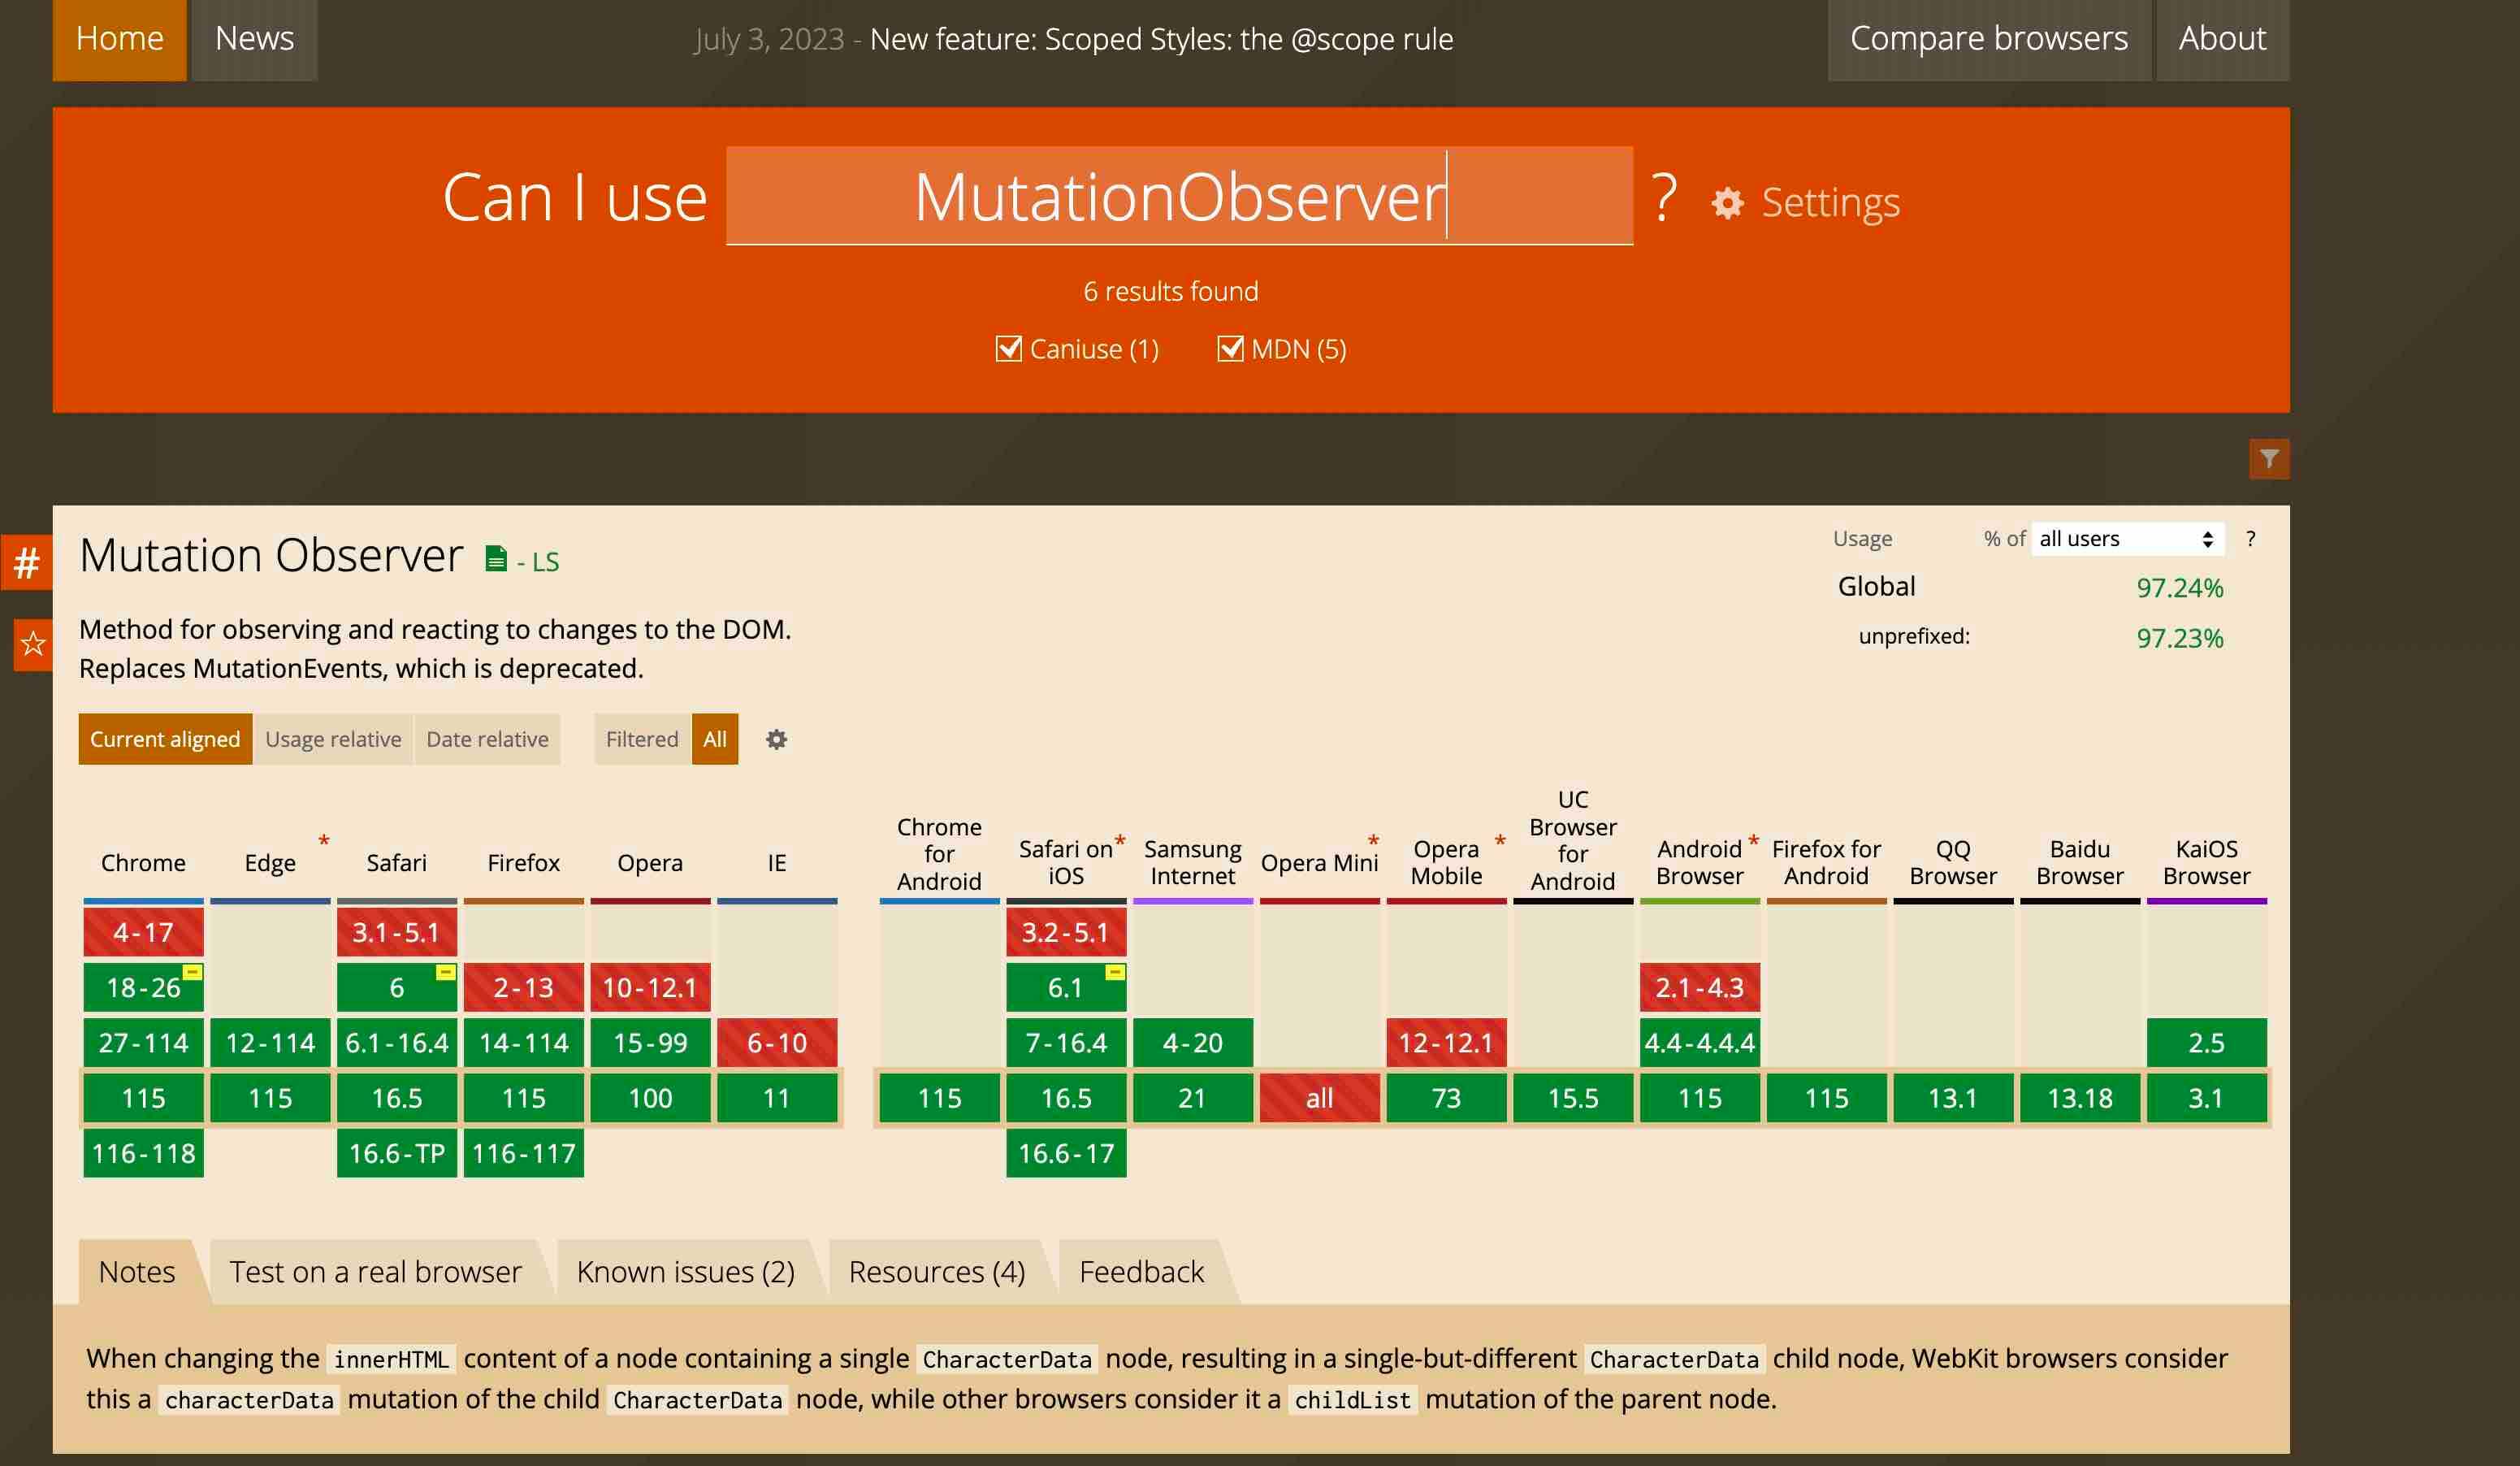 Home News July 3, 2023 - New feature: Scoped Styles: the @scope rule Compare browsers About
Can I use MutationObserver ? Settings
6 results found
Caniuse (1) MDN (5)
# Mutation Observer - LS
Usage % of all users ?
Global 97.24%
unprefixed: 97.23%
Method for observing and reacting to changes to the DOM.
Replaces MutationEvents, which is deprecated.
Current aligned Usage relative Date relative Filtered All
Chrome Edge * Safari Firefox Opera IE
Chrome for Android Safari on iOS * Samsung Internet Opera Mini * Opera Mobile * UC Browser for Android Android Browser * Firefox for Android QQ Browser Baidu Browser KaiOS Browser
4-17 3.1-5.1 3.2-5.1
18-26 6 2-13 10-12.1 6.1 2.1-4.3
27-114 12-114 6.1-16.4 14-114 15-99 6-10 7-16.4 4-20 12-12.1 4.4-4.4.4 2.5
115 115 16.5 115 100 11 115 16.5 21 all 73 15.5 115 115 13.1 13.18 3.1
116-118 16.6-TP 116-117 16.6-17
Notes Test on a real browser Known issues (2) Resources (4) Feedback
When changing the innerHTML content of a node containing a single CharacterData node, resulting in a single-but-different CharacterData child node, WebKit browsers consider
this a characterData mutation of the child CharacterData node, while other browsers consider it a childList mutation of the parent node.